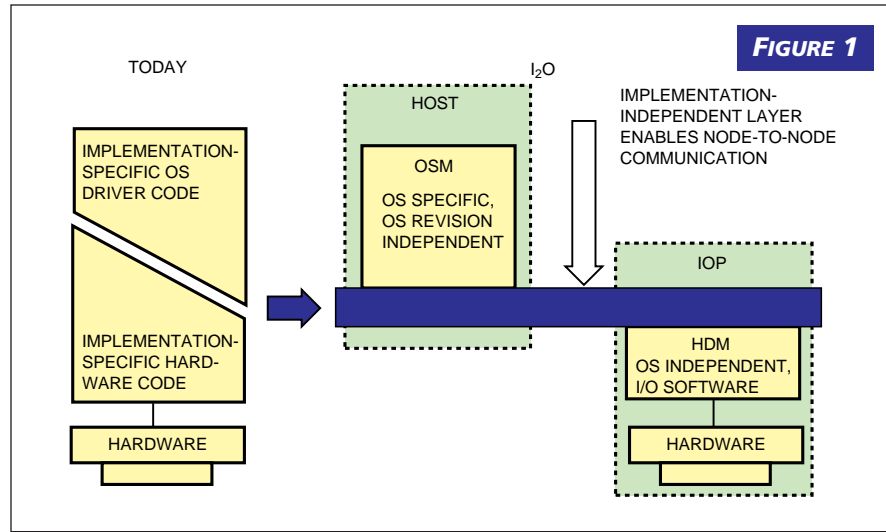 FIGURE 1
TODAY
I₂O
IMPLEMENTATION-
SPECIFIC OS
DRIVER CODE
IMPLEMENTATION-
SPECIFIC HARD-
WARE CODE
HARDWARE
HOST
OSM
OS SPECIFIC,
OS REVISION
INDEPENDENT
IMPLEMENTATION-
INDEPENDENT LAYER
ENABLES NODE-TO-NODE
COMMUNICATION
IOP
HDM
OS INDEPENDENT,
I/O SOFTWARE
HARDWARE